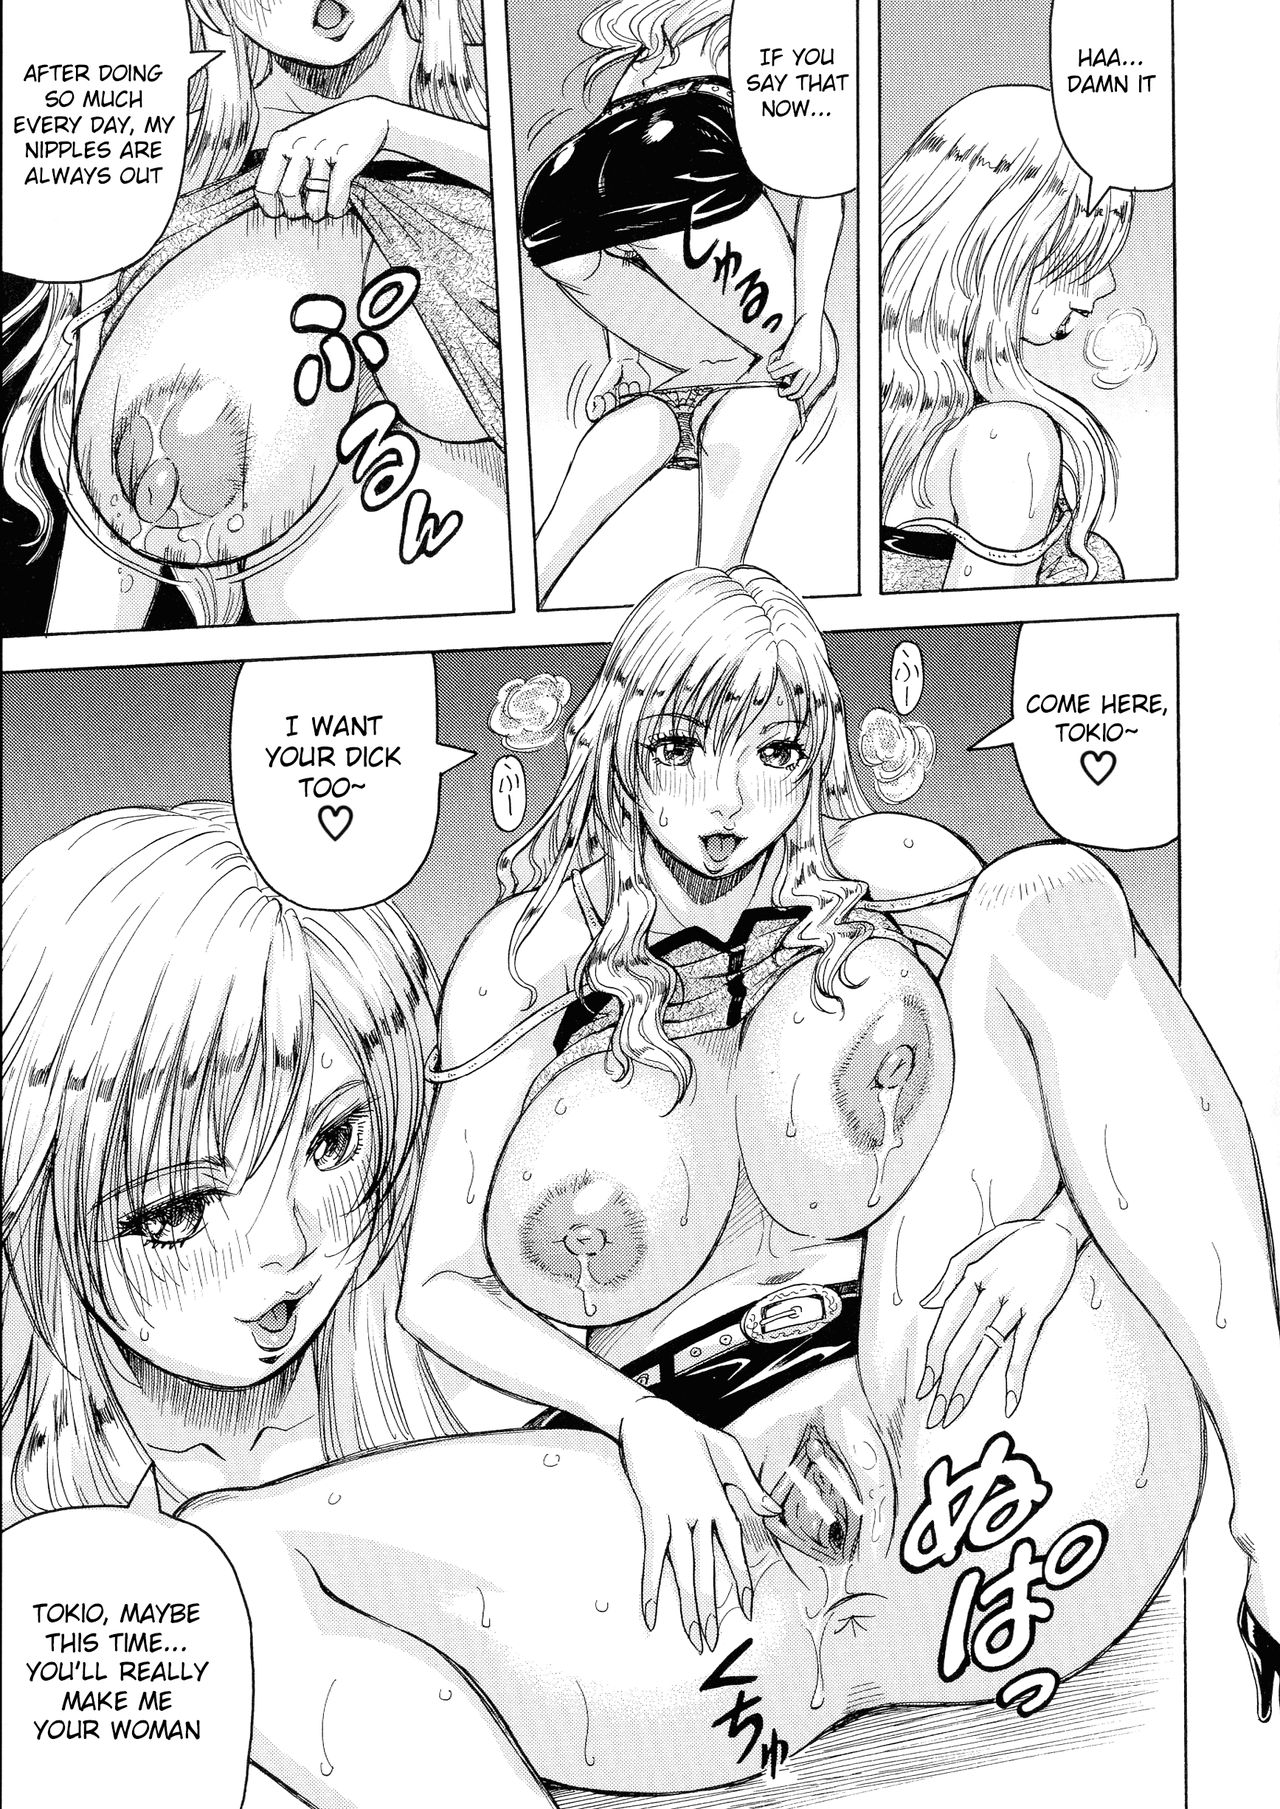 HAA...
DAMN IT
IF YOU
SAY THAT
NOW...
しゅるっ
AFTER DOING
SO MUCH
EVERY DAY, MY
NIPPLES ARE
ALWAYS OUT
ぷるん
COME HERE,
TOKIO~
♡
ふー
ふー
I WANT
YOUR DICK
TOO~
♡
ぬぱっ
くちゅ
TOKIO, MAYBE
THIS TIME...
YOU'LL REALLY
MAKE ME
YOUR WOMAN